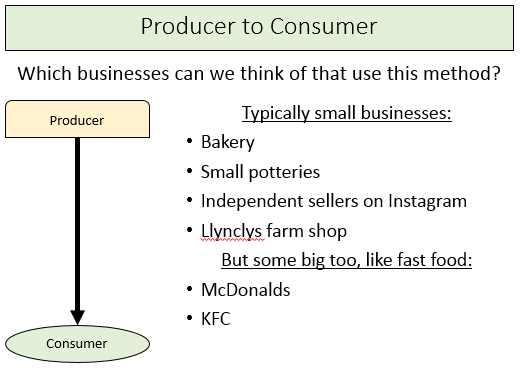 Producer to Consumer
Which businesses can we think of that use this method?
Producer
Consumer
Typically small businesses:
• Bakery
• Small potteries
• Independent sellers on Instagram
• Llynclys farm shop
But some big too, like fast food:
• McDonalds
• KFC